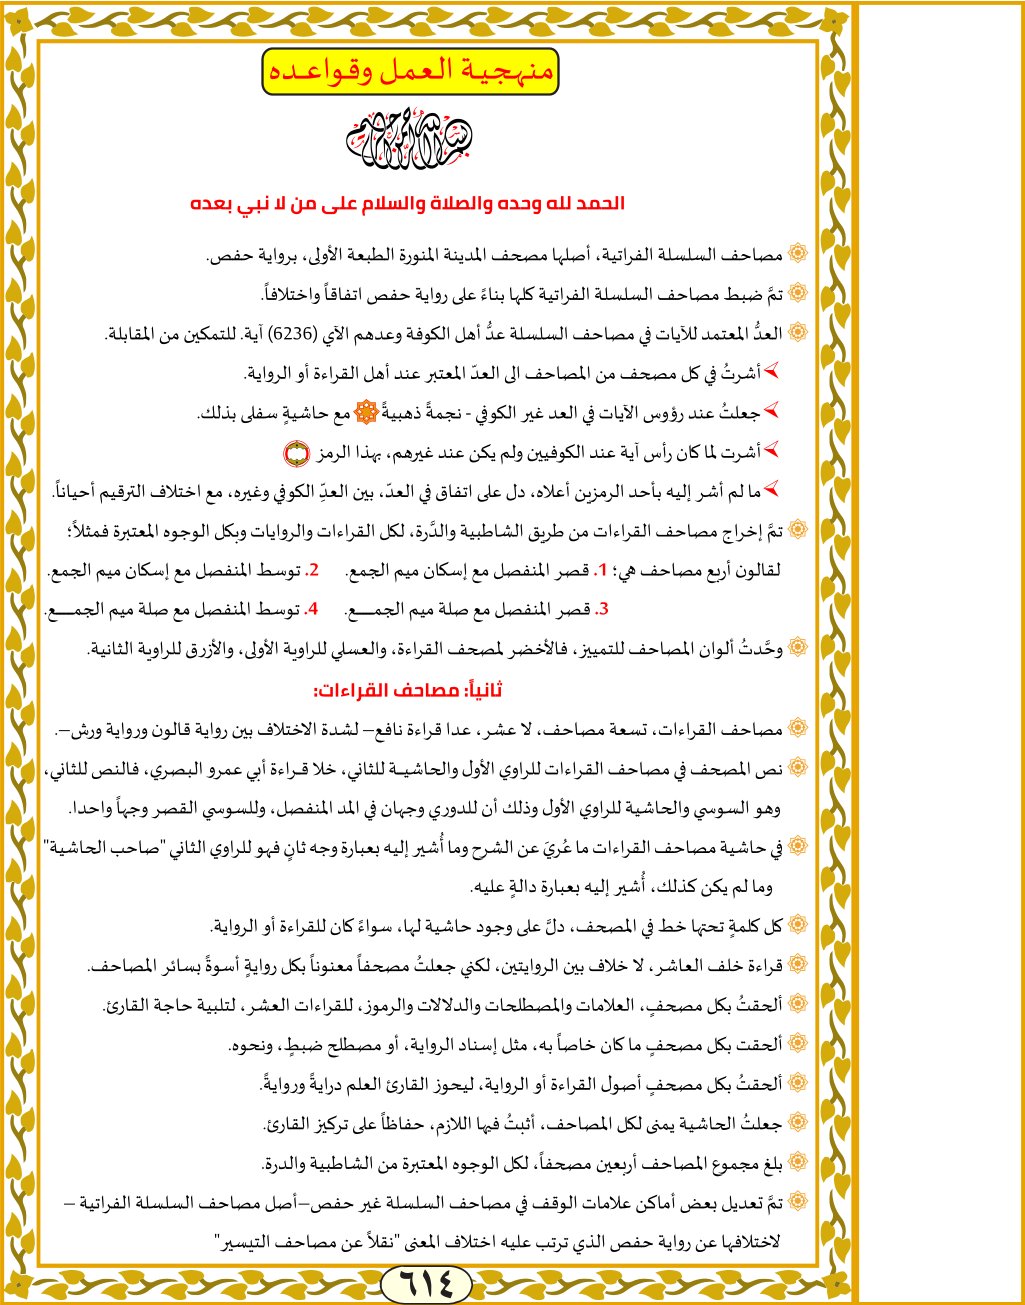 منهجية العمل وقواعده
بسم الله الرحمن الرحيم
الحمد لله وحده والصلاة والسلام على من لا نبي بعده
مصاحف السلسلة الفراتية، أصلها مصحف المدينة المنورة الطبعة الأولى، برواية حفص.
تمَّ ضبط مصاحف السلسلة الفراتية كلها بناءً على رواية حفص اتفاقاً واختلافاً.
العدُّ المعتمد للآيات في مصاحف السلسلة عدُّ أهل الكوفة وعدهم الآي (6236) آية. للتمكين من المقابلة.
أشرتُ في كل مصحف من المصاحف الى العدّ المعتبر عند أهل القراءة أو الرواية.
جعلتُ عند رؤوس الآيات في العد غير الكوفي - نجمةً ذهبيةً مع حاشيةٍ سفلى بذلك.
أشرت لما كان رأس آية عند الكوفيين ولم يكن عند غيرهم، بهذا الرمز
ما لم أشر إليه بأحد الرمزين أعلاه، دل على اتفاق في العدّ، بين العدِّ الكوفي وغيره، مع اختلاف الترقيم أحياناً.
تمَّ إخراج مصاحف القراءات من طريق الشاطبية والدَّرة، لكل القراءات والروايات وبكل الوجوه المعتبرة فمثلاً؛
لقالون أربع مصاحف هي؛ 1. قصر المنفصل مع إسكان ميم الجمع. 2. توسط المنفصل مع إسكان ميم الجمع.
3. قصر المنفصل مع صلة ميم الجمـــع. 4. توسط المنفصل مع صلة ميم الجمـــع.
وحَّدتُ ألوان المصاحف للتمييز، فالأخضر لمصحف القراءة، والعسلي للراوية الأولى، والأزرق للراوية الثانية.
ثانياً: مصاحف القراءات:
مصاحف القراءات، تسعة مصاحف، لا عشر، عدا قراءة نافع– لشدة الاختلاف بين رواية قالون ورواية ورش–.
نص المصحف في مصاحف القراءات للراوي الأول والحاشيـة للثاني، خلا قـراءة أبي عمرو البصري، فالنص للثاني،
وهو السوسي والحاشية للراوي الأول وذلك أن للدوري وجهان في المد المنفصل، وللسوسي القصر وجهاً واحدا.
في حاشية مصاحف القراءات ما عُريَ عن الشرح وما أُشير إليه بعبارة وجه ثانٍ فهو للراوي الثاني "صاحب الحاشية"
وما لم يكن كذلك، أُشير إليه بعبارة دالةٍ عليه.
كل كلمةٍ تحتها خط في المصحف، دلَّ على وجود حاشية لها، سواءً كان للقراءة أو الرواية.
قراءة خلف العاشر، لا خلاف بين الروايتين، لكني جعلتُ مصحفاً معنوناً بكل روايةٍ أسوةً بسائر المصاحف.
ألحقتُ بكل مصحفٍ، العلامات والمصطلحات والدلالات والرموز، للقراءات العشر، لتلبية حاجة القارئ.
ألحقت بكل مصحفٍ ما كان خاصاً به، مثل إسناد الرواية، أو مصطلح ضبطٍ، ونحوه.
ألحقتُ بكل مصحفٍ أصول القراءة أو الرواية، ليحوز القارئ العلم درايةً وروايةً.
جعلتُ الحاشية يمنى لكل المصاحف، أثبتُ فيها اللازم، حفاظاً على تركيز القارئ.
بلغ مجموع المصاحف أربعين مصحفاً، لكل الوجوه المعتبرة من الشاطبية والدرة.
تمَّ تعديل بعض أماكن علامات الوقف في مصاحف السلسلة غير حفص–أصل مصاحف السلسلة الفراتية –
لاختلافها عن رواية حفص الذي ترتب عليه اختلاف المعنى "نقلاً عن مصاحف التيسير"
٦١٤